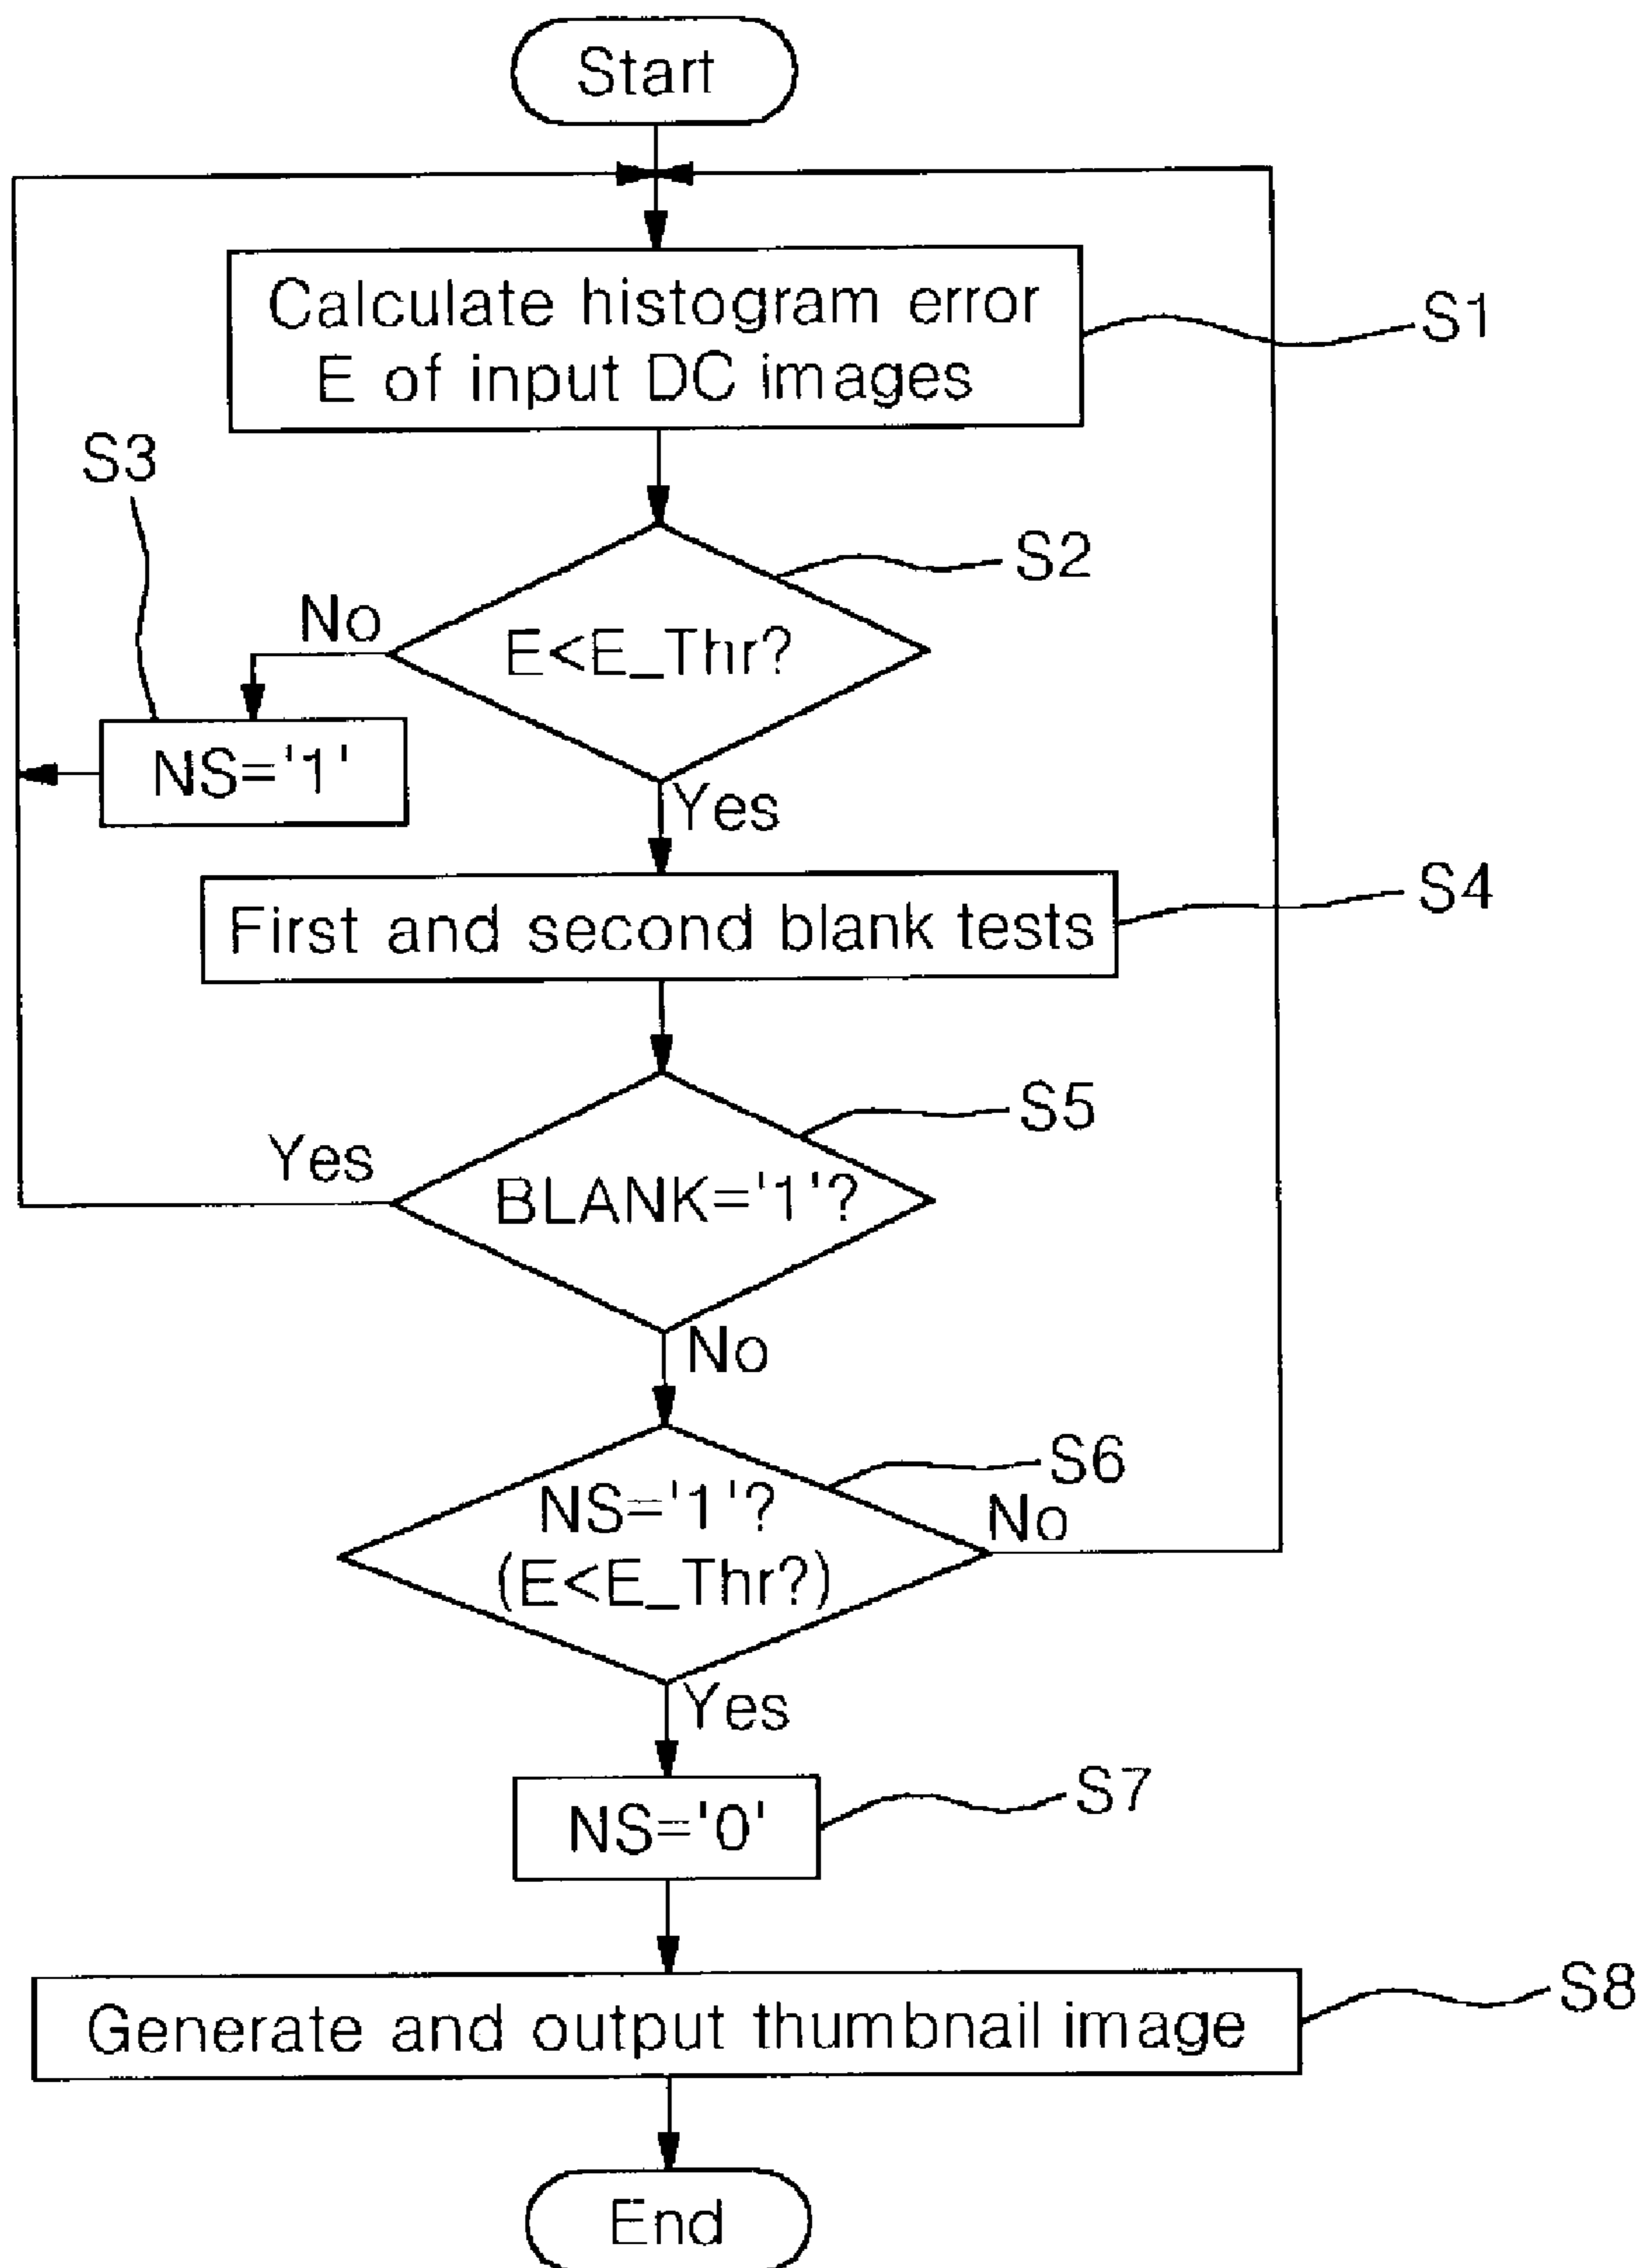 Start
Calculate histogram error
E of input DC images
S1
S3
S2
No
E<E_Thr?
NS='1'
Yes
S4
First and second blank tests
S5
Yes
BLANK='1'?
No
S6
NS='1'?
No
(E<E_Thr?)
Yes
S7
NS='0'
S8
Generate and output thumbnail image
End